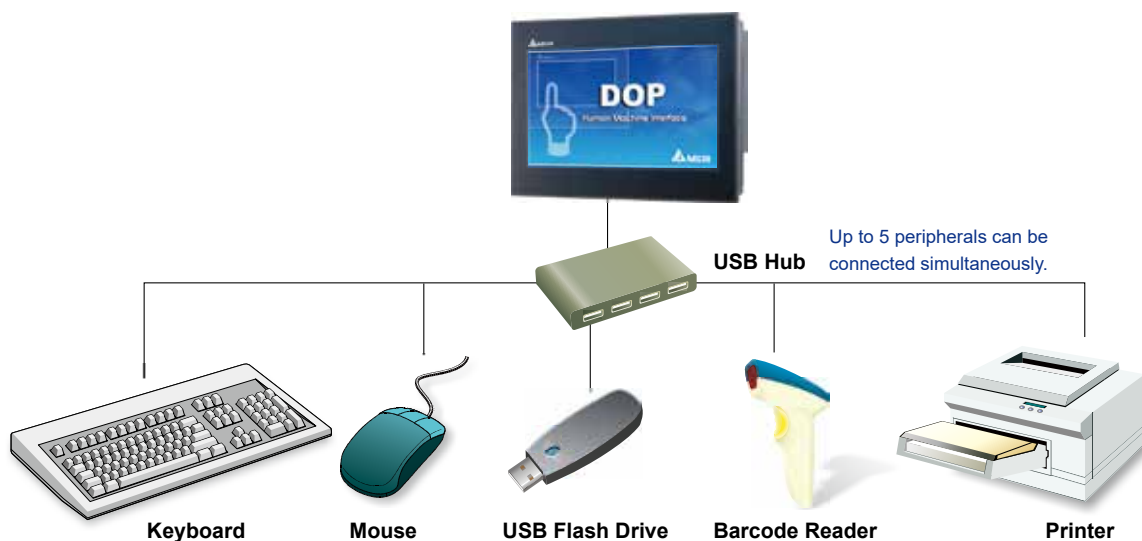 DOP
Human Machine Interface
USB Hub
Up to 5 peripherals can be
connected simultaneously.
Keyboard
Mouse
USB Flash Drive
Barcode Reader
Printer